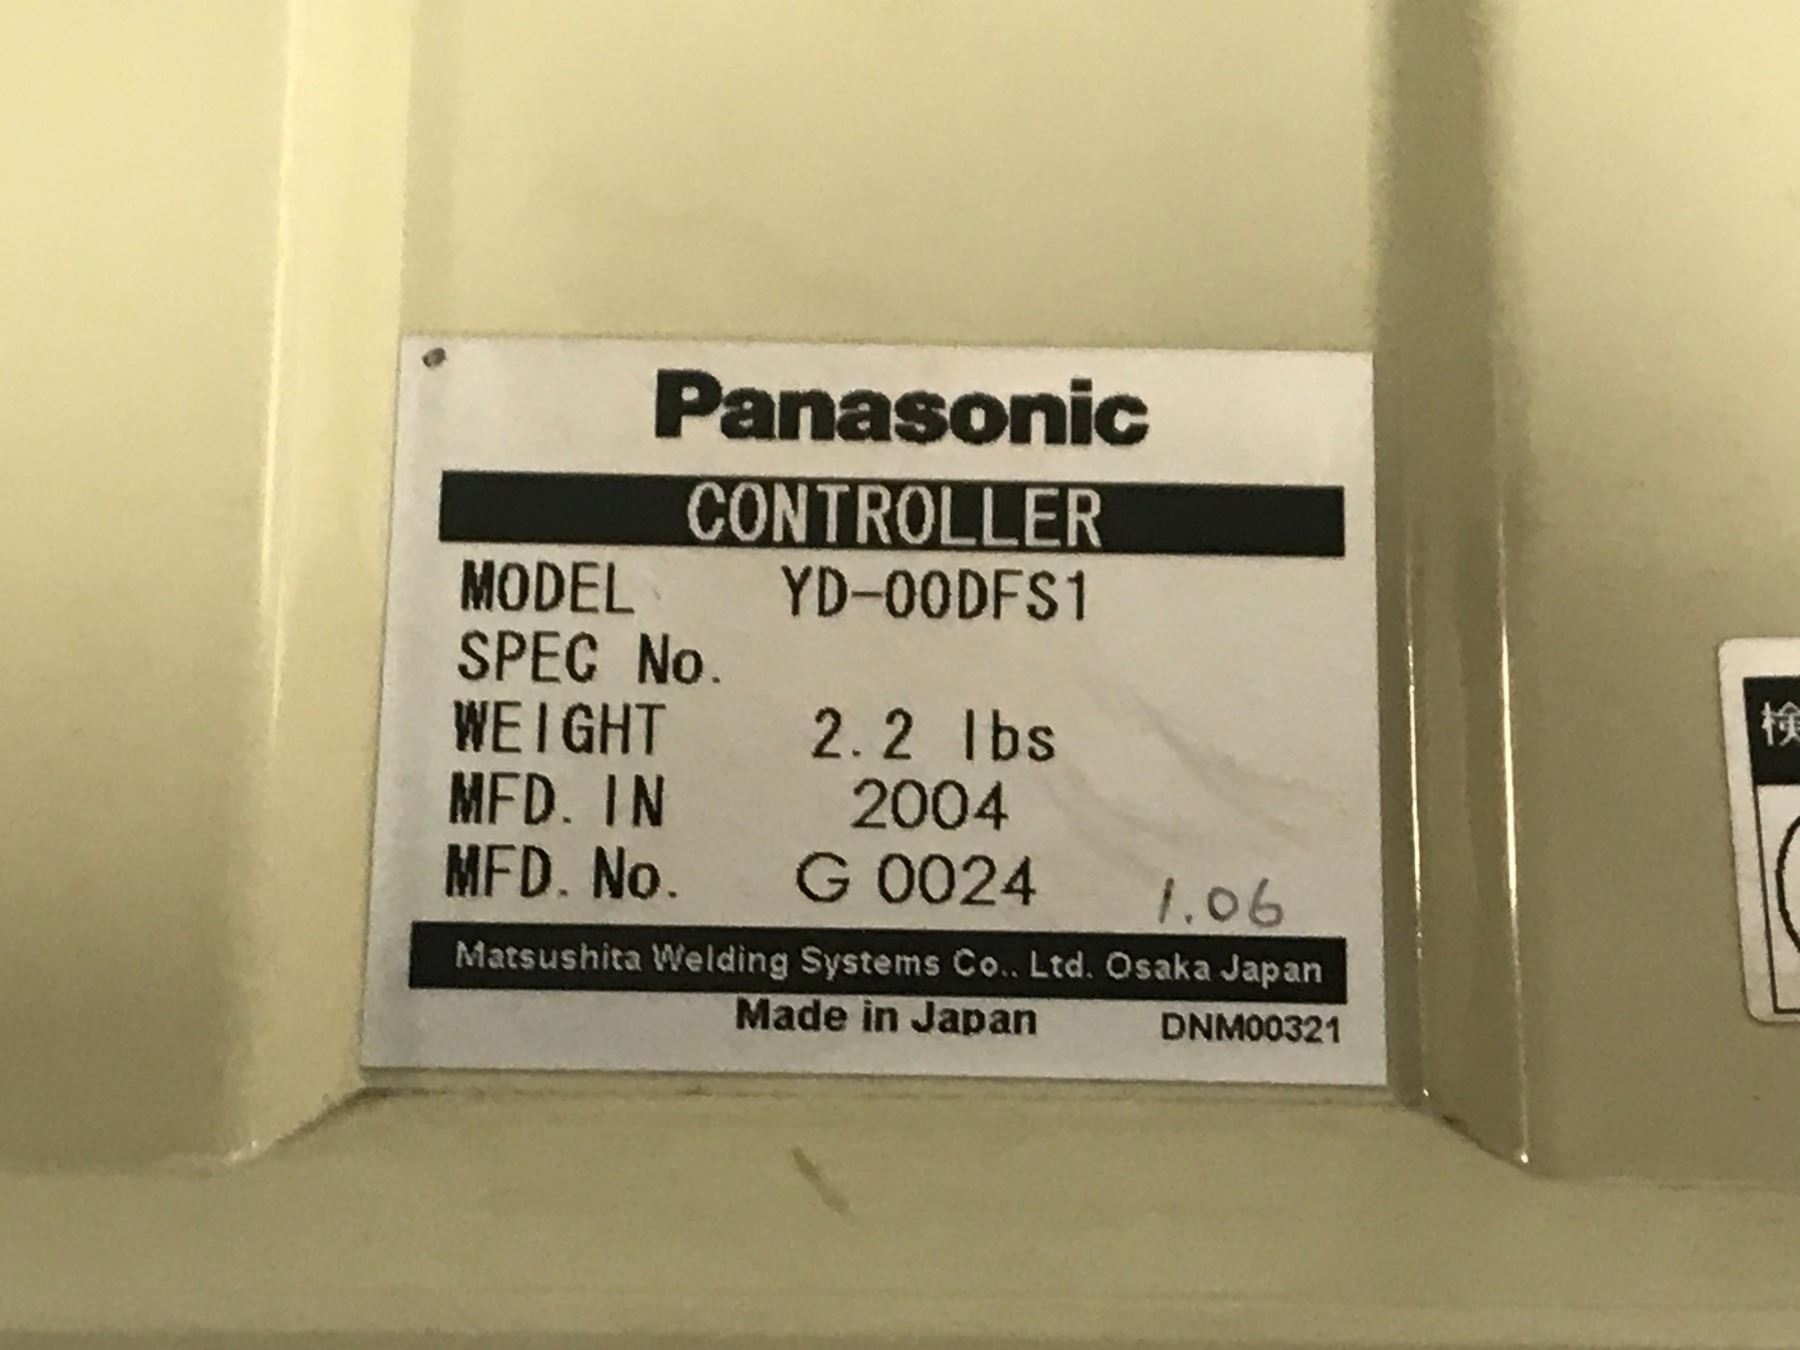 Panasonic
CONTROLLER
MODEL YD-00DFS1
SPEC No.
WEIGHT 2.2 lbs
MFD. IN 2004
MFD. No. G 0024 1.06
Matsushita Welding Systems Co.. Ltd. Osaka Japan
Made in Japan DNM00321
検